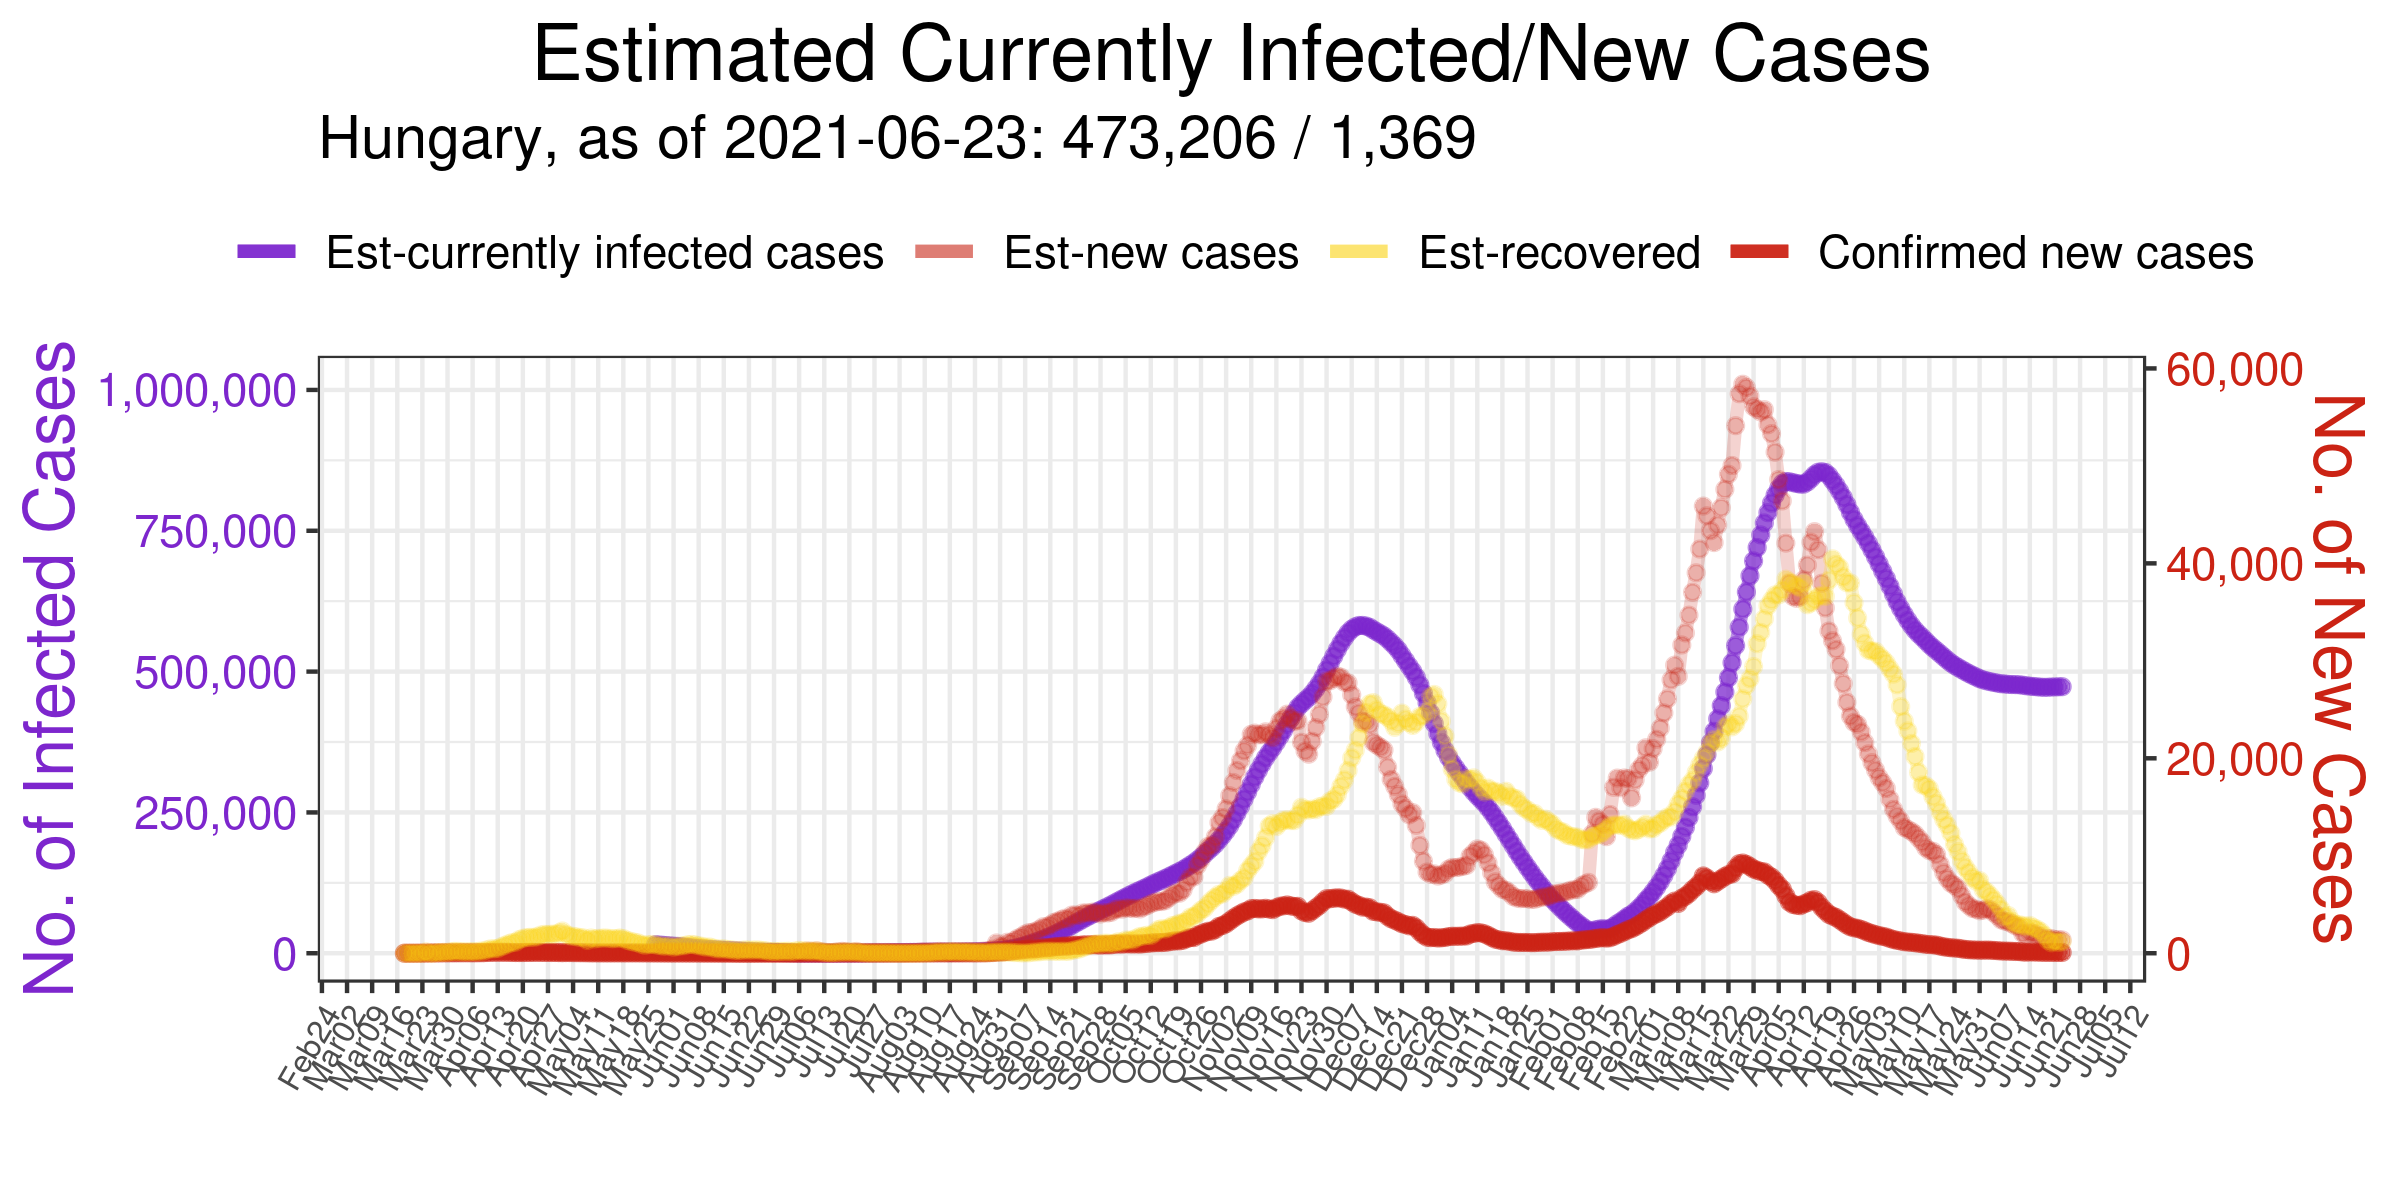 Estimated Currently Infected/New Cases
Hungary, as of 2021-06-23: 473,206 / 1,369
Est-currently infected cases Est-new cases Est-recovered Confirmed new cases
No. of Infected Cases
1,000,000
750,000
500,000
250,000
0
60,000
40,000
20,000
0
No. of New Cases
Feb24
Mar02
Mar09
Mar16
Mar23
Mar30
Apr06
Apr13
Apr20
Apr27
May04
May11
May18
May25
Jun01
Jun08
Jun15
Jun22
Jun29
Jul06
Jul13
Jul20
Jul27
Aug03
Aug10
Aug17
Aug24
Aug31
Sep07
Sep14
Sep21
Sep28
Oct05
Oct12
Oct19
Oct26
Nov02
Nov09
Nov16
Nov23
Nov30
Dec07
Dec14
Dec21
Dec28
Jan04
Jan11
Jan18
Jan25
Feb01
Feb08
Feb15
Feb22
Mar01
Mar08
Mar15
Mar22
Mar29
Apr05
Apr12
Apr19
Apr26
May03
May10
May17
May24
May31
Jun07
Jun14
Jun21
Jun28
Jul05
Jul12